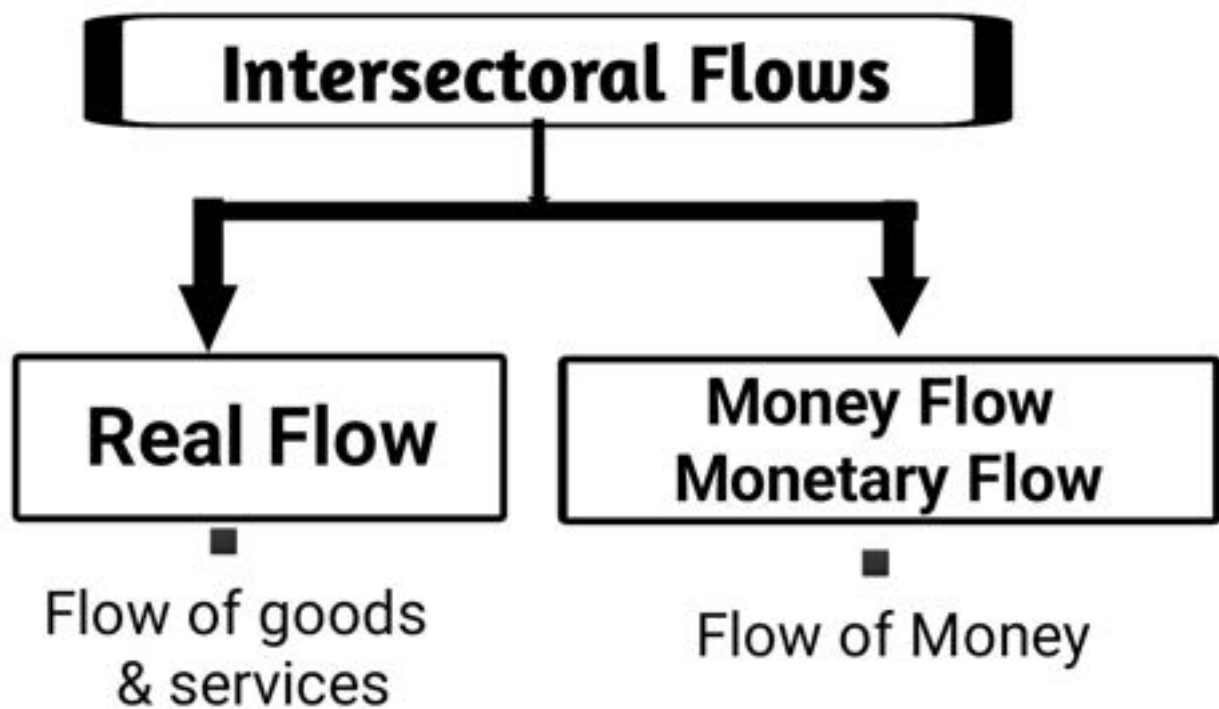 Intersectoral Flows
Real Flow
Flow of goods
& services
Money Flow
Monetary Flow
Flow of Money